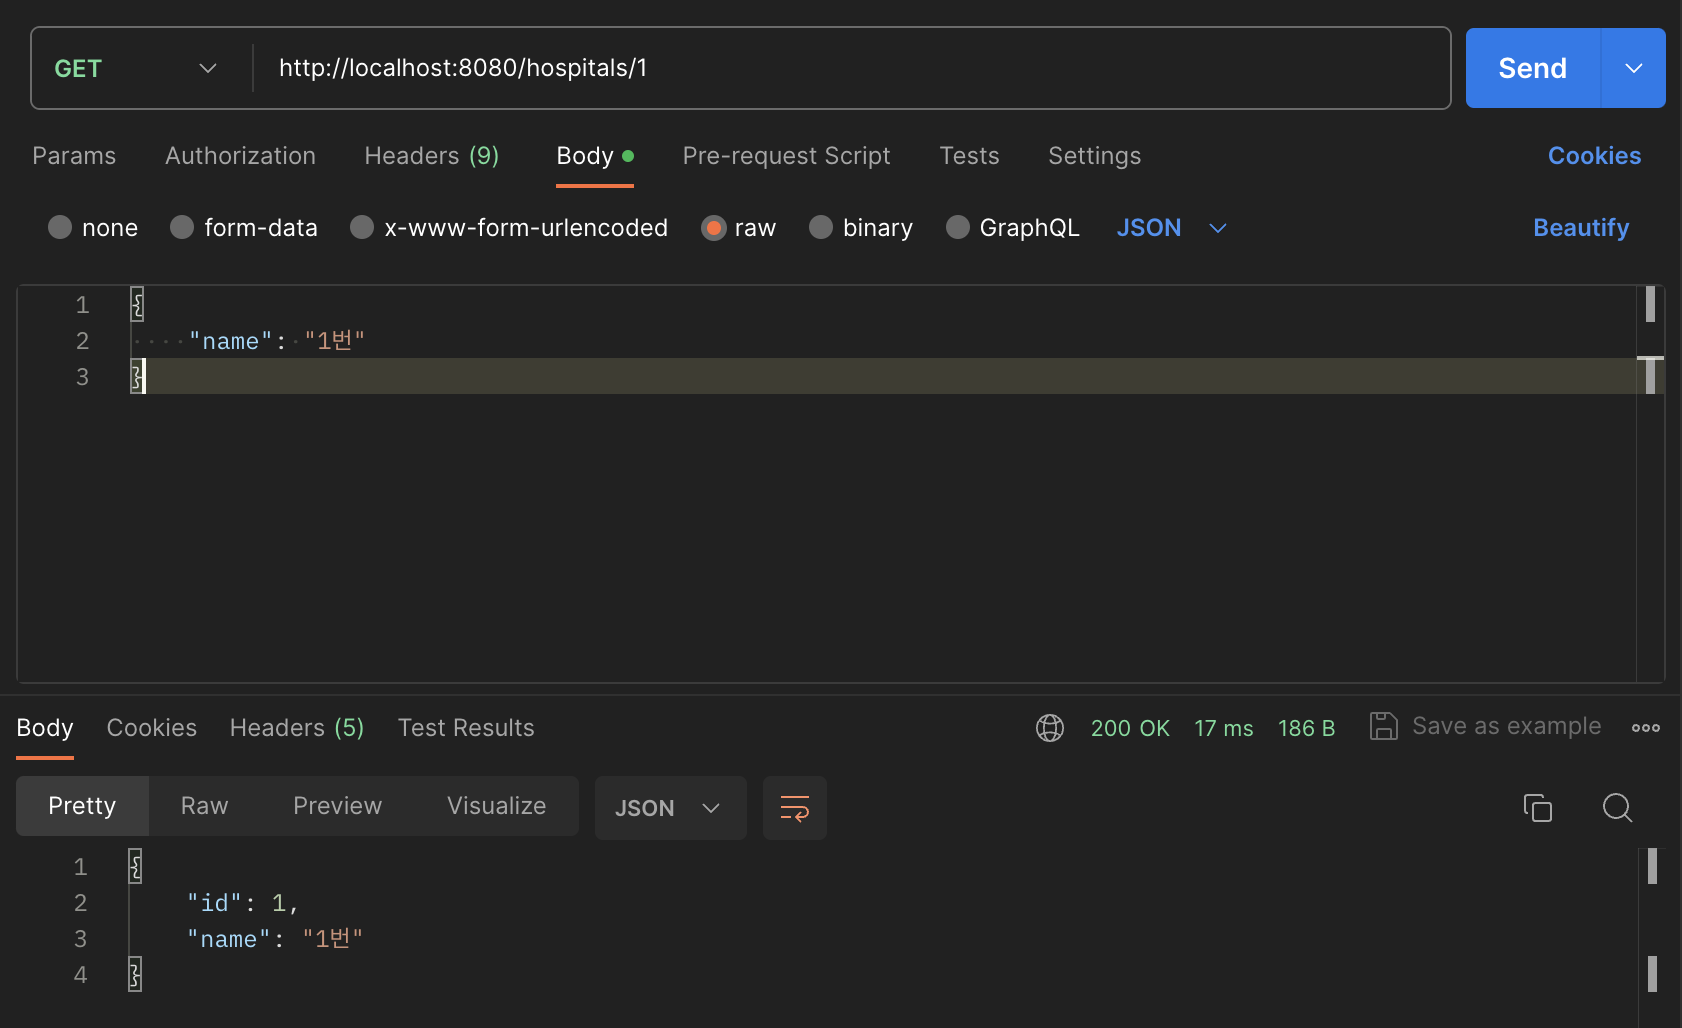 GET http://localhost:8080/hospitals/1 Send
Params Authorization Headers (9) Body Pre-request Script Tests Settings Cookies
none form-data x-www-form-urlencoded raw binary GraphQL JSON Beautify
1 {
2 "name": "1번"
3 }
Body Cookies Headers (5) Test Results 200 OK 17 ms 186 B Save as example
Pretty Raw Preview Visualize JSON
1 {
2 "id": 1,
3 "name": "1번"
4 }